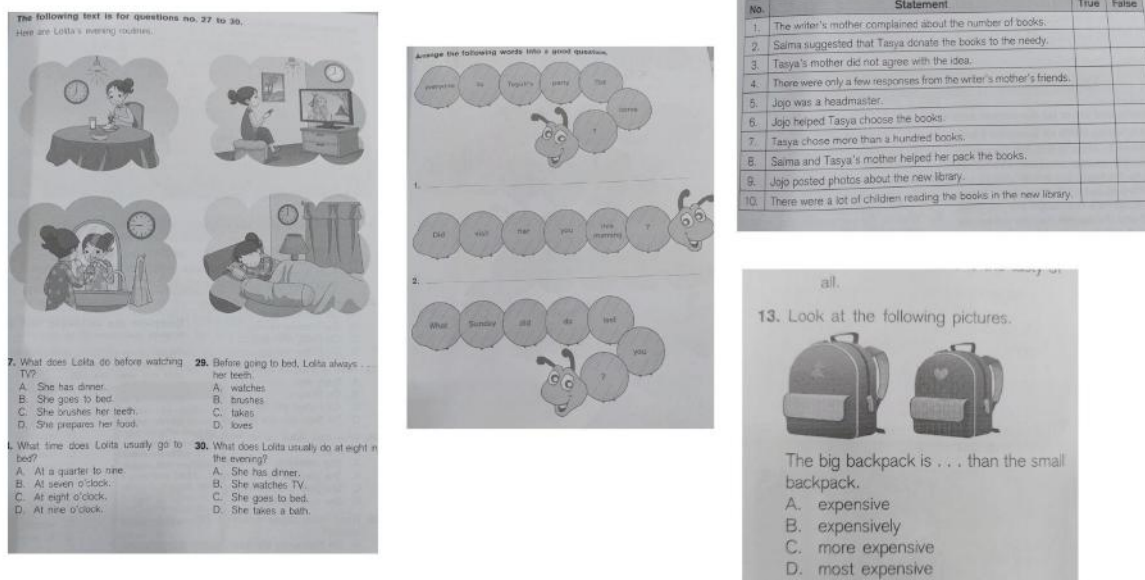 The following text is for questions no. 27 to 30.
Here are Lolita's evening routines.
7. What does Lolita do before watching
TV?
A. She has dinner.
B. She goes to bed.
C. She brushes her teeth.
D. She prepares her food.
. What time does Lolita usually go to
bed?
A. At a quarter to nine.
B. At seven o'clock.
C. At eight o'clock.
D. At nine o'clock.
29. Before going to bed, Lolita always . . .
her teeth.
A. watches
B. brushes
C. takes
D. loves
30. What does Lolita usually do at eight in
the evening?
A. She has dinner.
B. She watches TV.
C. She goes to bed.
D. She takes a bath.
Arrange the following words into a good question.
everyone to party Did
come
?
1.
Did visit her you this morning ?
2.
What Sunday did do last
you
?
No. Statement True False
1. The writer's mother complained about the number of books.
2. Salma suggested that Tasya donate the books to the needy.
3. Tasya's mother did not agree with the idea.
4. There were only a few responses from the writer's mother's friends.
5. Jojo was a headmaster.
6. Jojo helped Tasya choose the books.
7. Tasya chose more than a hundred books.
8. Salma and Tasya's mother helped her pack the books.
9. Jojo posted photos about the new library.
10. There were a lot of children reading the books in the new library.
all.
13. Look at the following pictures.
The big backpack is . . . than the small
backpack.
A. expensive
B. expensively
C. more expensive
D. most expensive